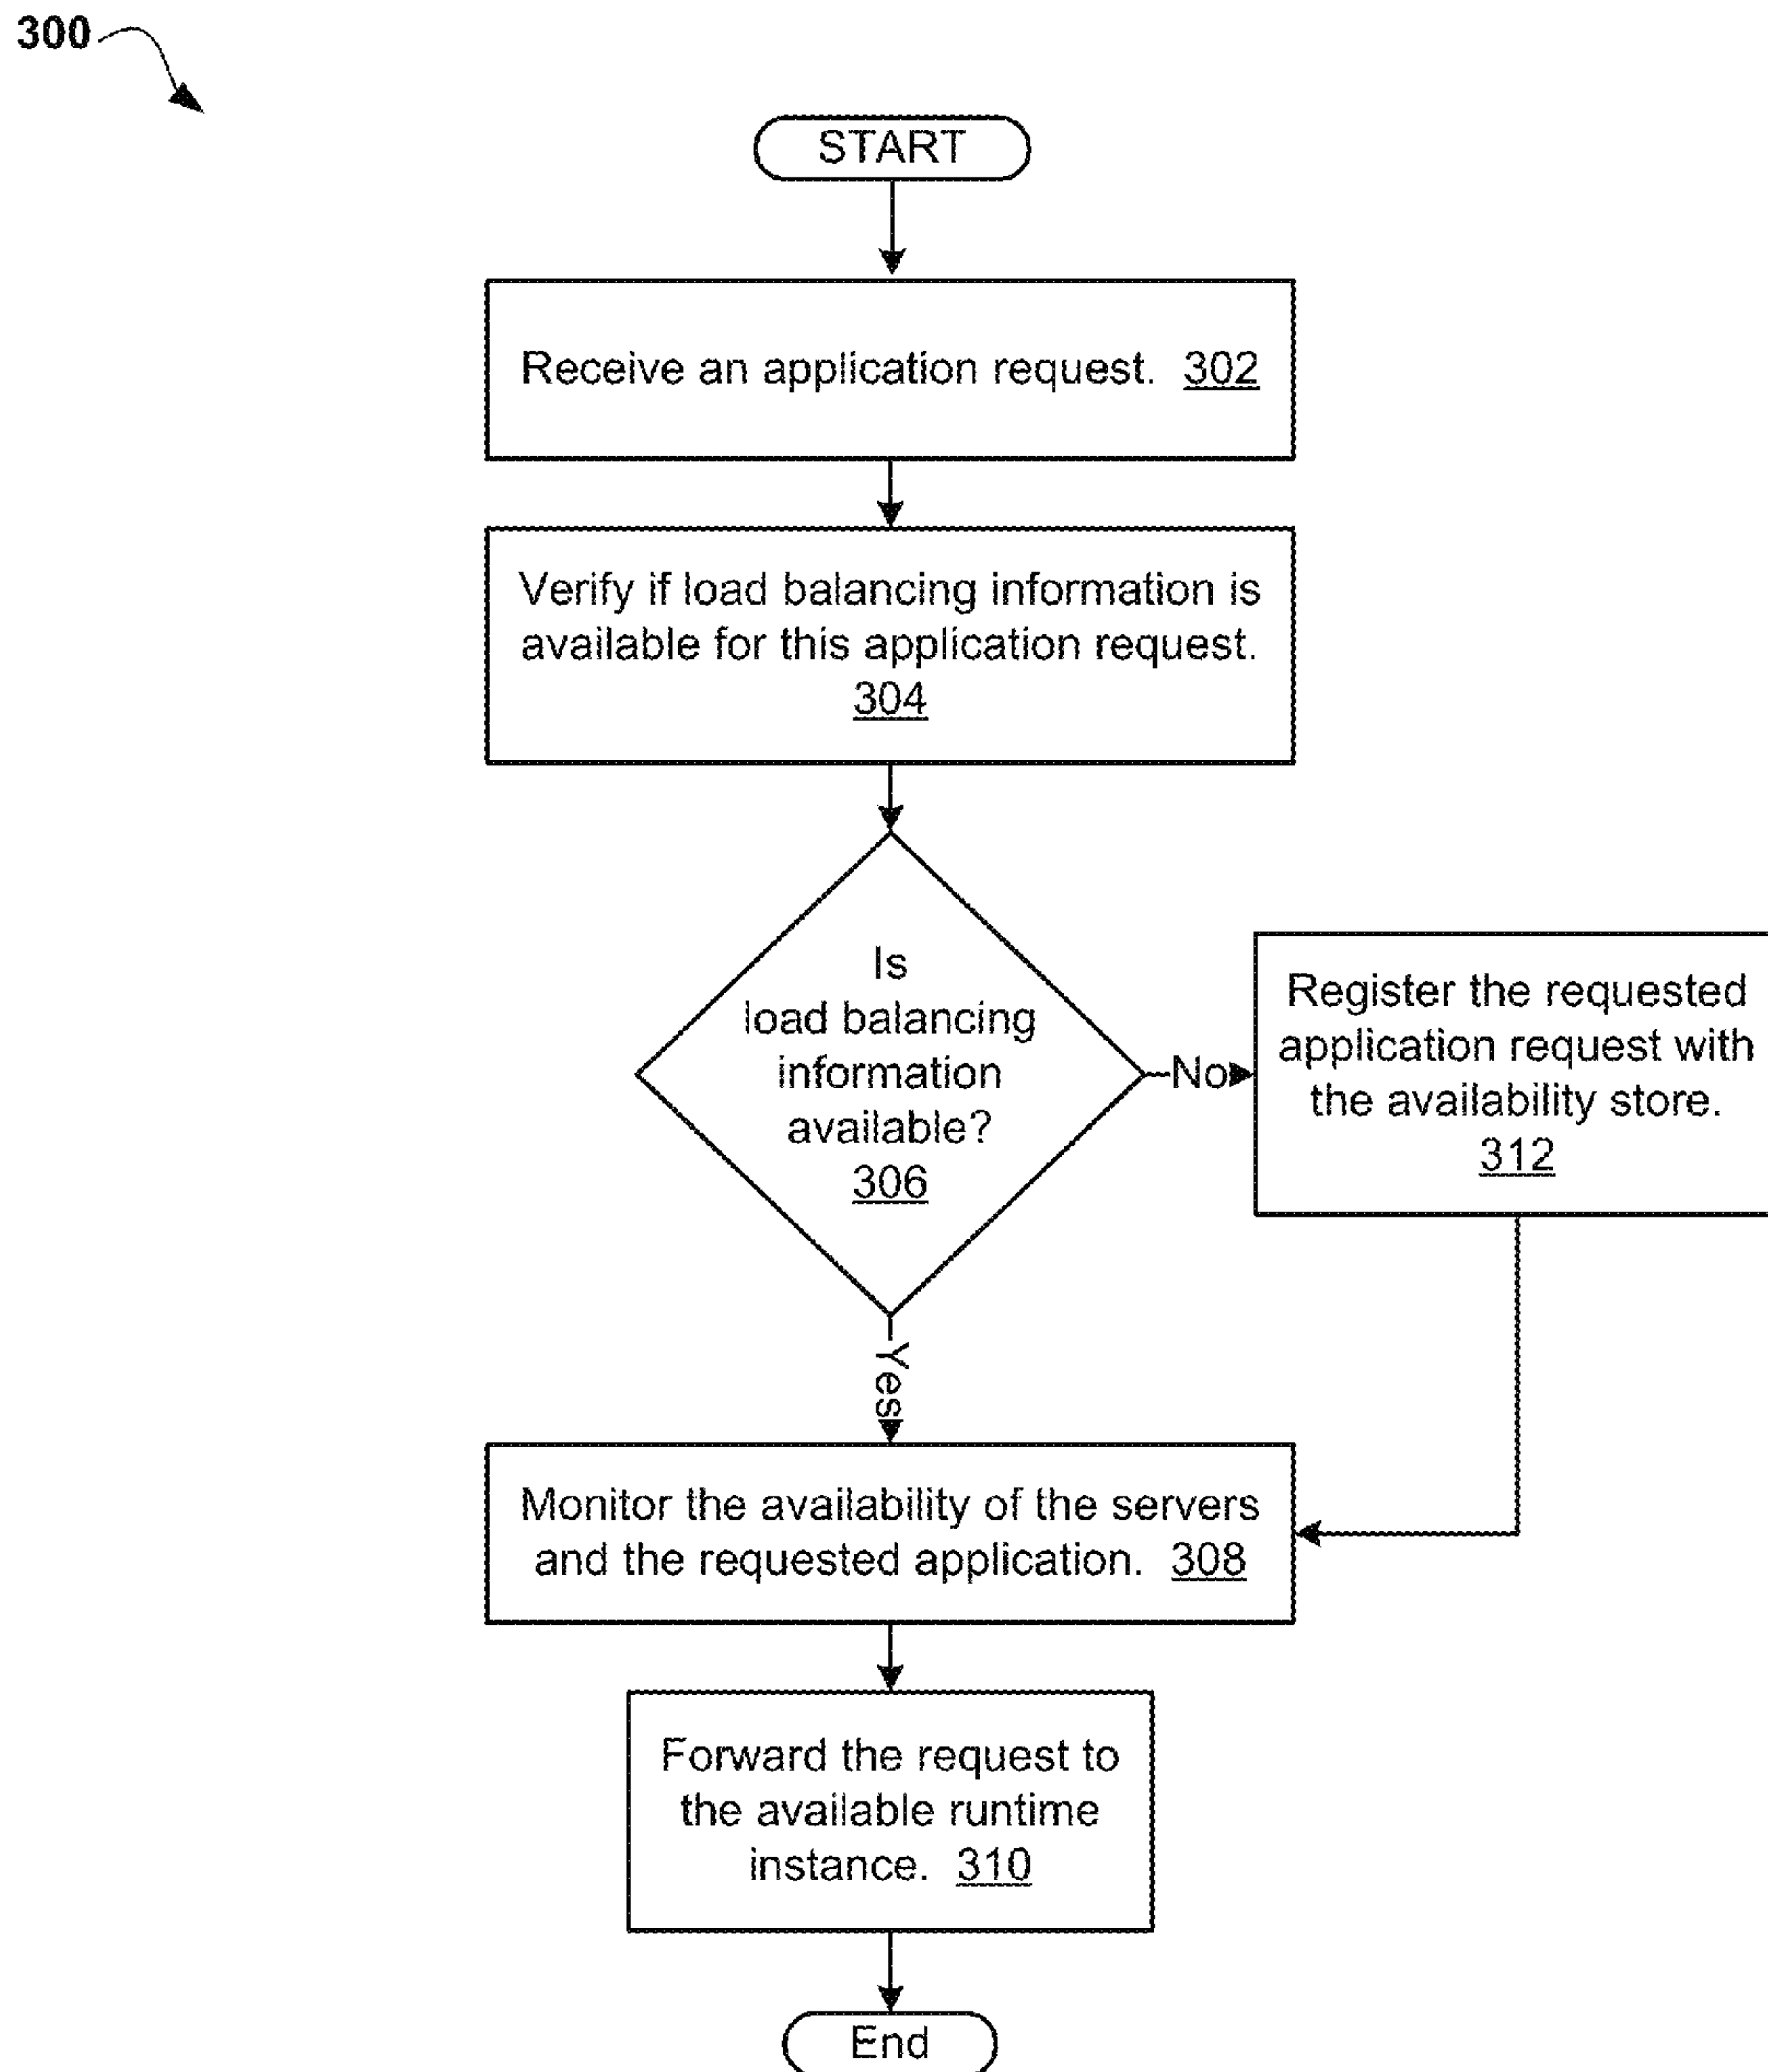 300
START
Receive an application request. 302
Verify if load balancing information is
available for this application request.
304
Is
load balancing
information
available?
306
No
Register the requested
application request with
the availability store.
312
Yes
Monitor the availability of the servers
and the requested application. 308
Forward the request to
the available runtime
instance. 310
End